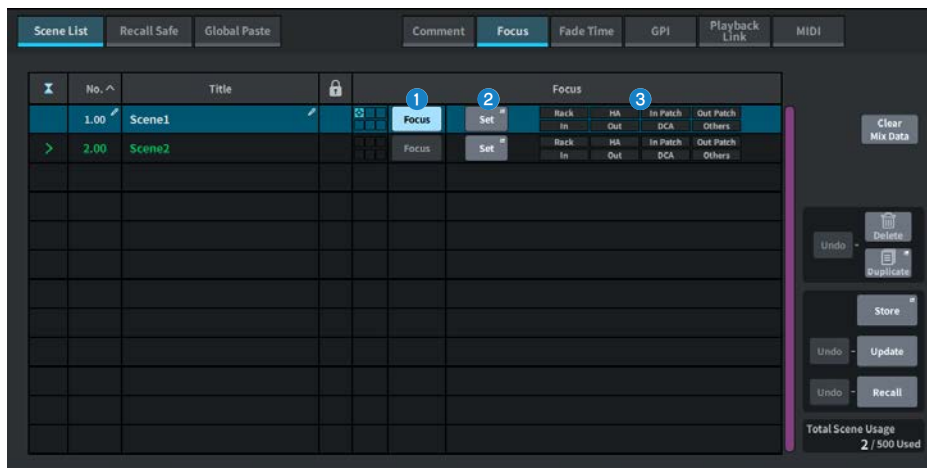 Scene List Recall Safe Global Paste Comment Focus Fade Time GPI Playback Link MIDI
No. Title Focus
1 2 3
1.00 Scene1 Focus Set Rack HA In Patch Out Patch
In Out DCA Others
2.00 Scene2 Focus Set Rack HA In Patch Out Patch
In Out DCA Others
Clear
Mix Data
Delete
Undo -
Duplicate
Store
Undo - Update
Undo - Recall
Total Scene Usage
2 / 500 Used